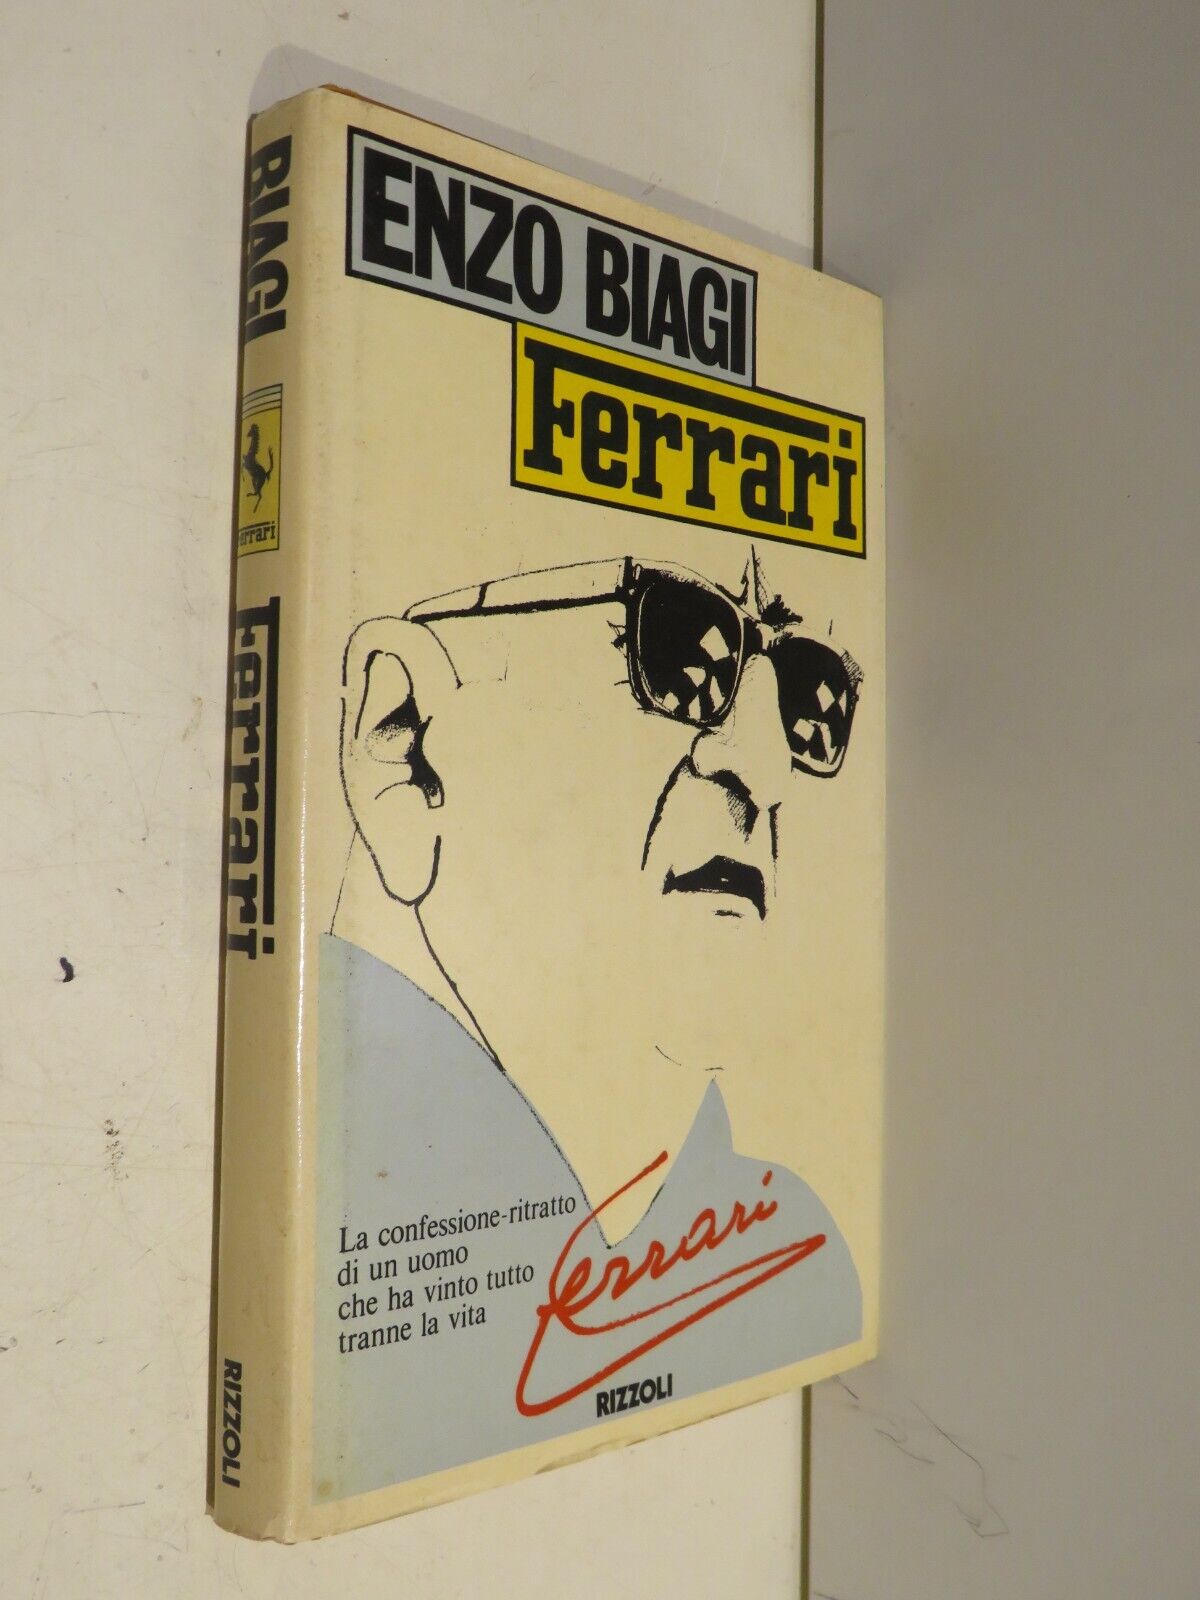 BIAGI
Ferrari
Ferrari
RIZZOLI
ENZO BIAGI
Ferrari
La confessione-ritratto
di un uomo
che ha vinto tutto
tranne la vita
Ferrari
RIZZOLI